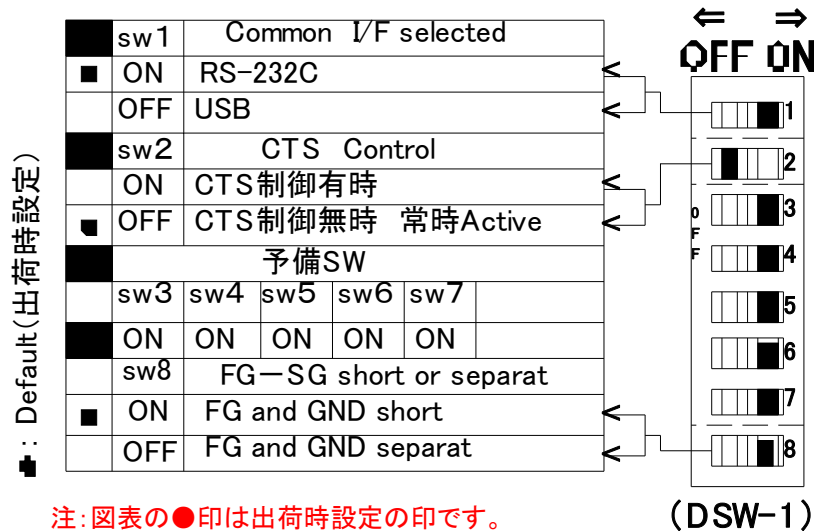 ⇐ ⇒
OFF ON
sw1 Common I/F selected
■ ON RS-232C
OFF USB
sw2 CTS Control
ON CTS制御有時
■ OFF CTS制御無時 常時Active
予備SW
sw3 sw4 sw5 sw6 sw7
ON ON ON ON ON
sw8 FG-SG short or separat
■ ON FG and GND short
OFF FG and GND separat
■: Default(出荷時設定)
1
2
3
4
5
6
7
8
OFF
(DSW-1)
注:図表の●印は出荷時設定の印です。